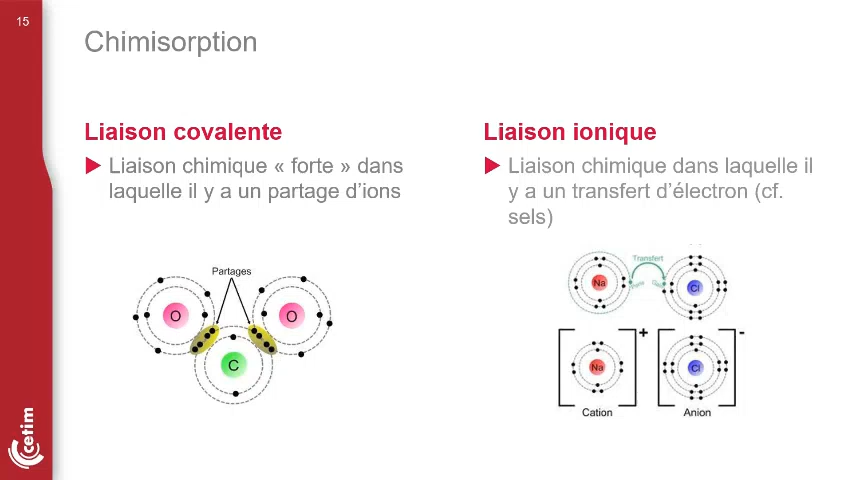 15
Chimisorption
Liaison covalente
Liaison chimique « forte » dans
laquelle il y a un partage d'ions
Partages
O
O
C
Liaison ionique
Liaison chimique dans laquelle il
y a un transfert d'électron (cf.
sels)
Transfert
Na
Cl
+
-
Na
Cl
Cation
Anion
cetim